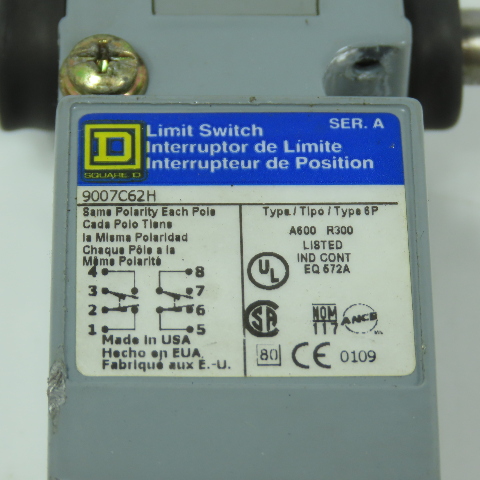 D
SQUARE D
Limit Switch
SER. A
Interruptor de Límite
Interrupteur de Position
9007C62H
Same Polarity Each Pole
Cada Polo Tiene
la Misma Polaridad
Chaque Pôle a la
Même Polarité
4 8
3 7
2 6
1 5
Made in USA
Hecho en EUA.
Fabriqué aux E.-U.
Type / Tipo / Type 6P
A600 R300
LISTED
IND CONT
EQ 572A
UL
SA
NOM
117
ANCE
80
CE 0109